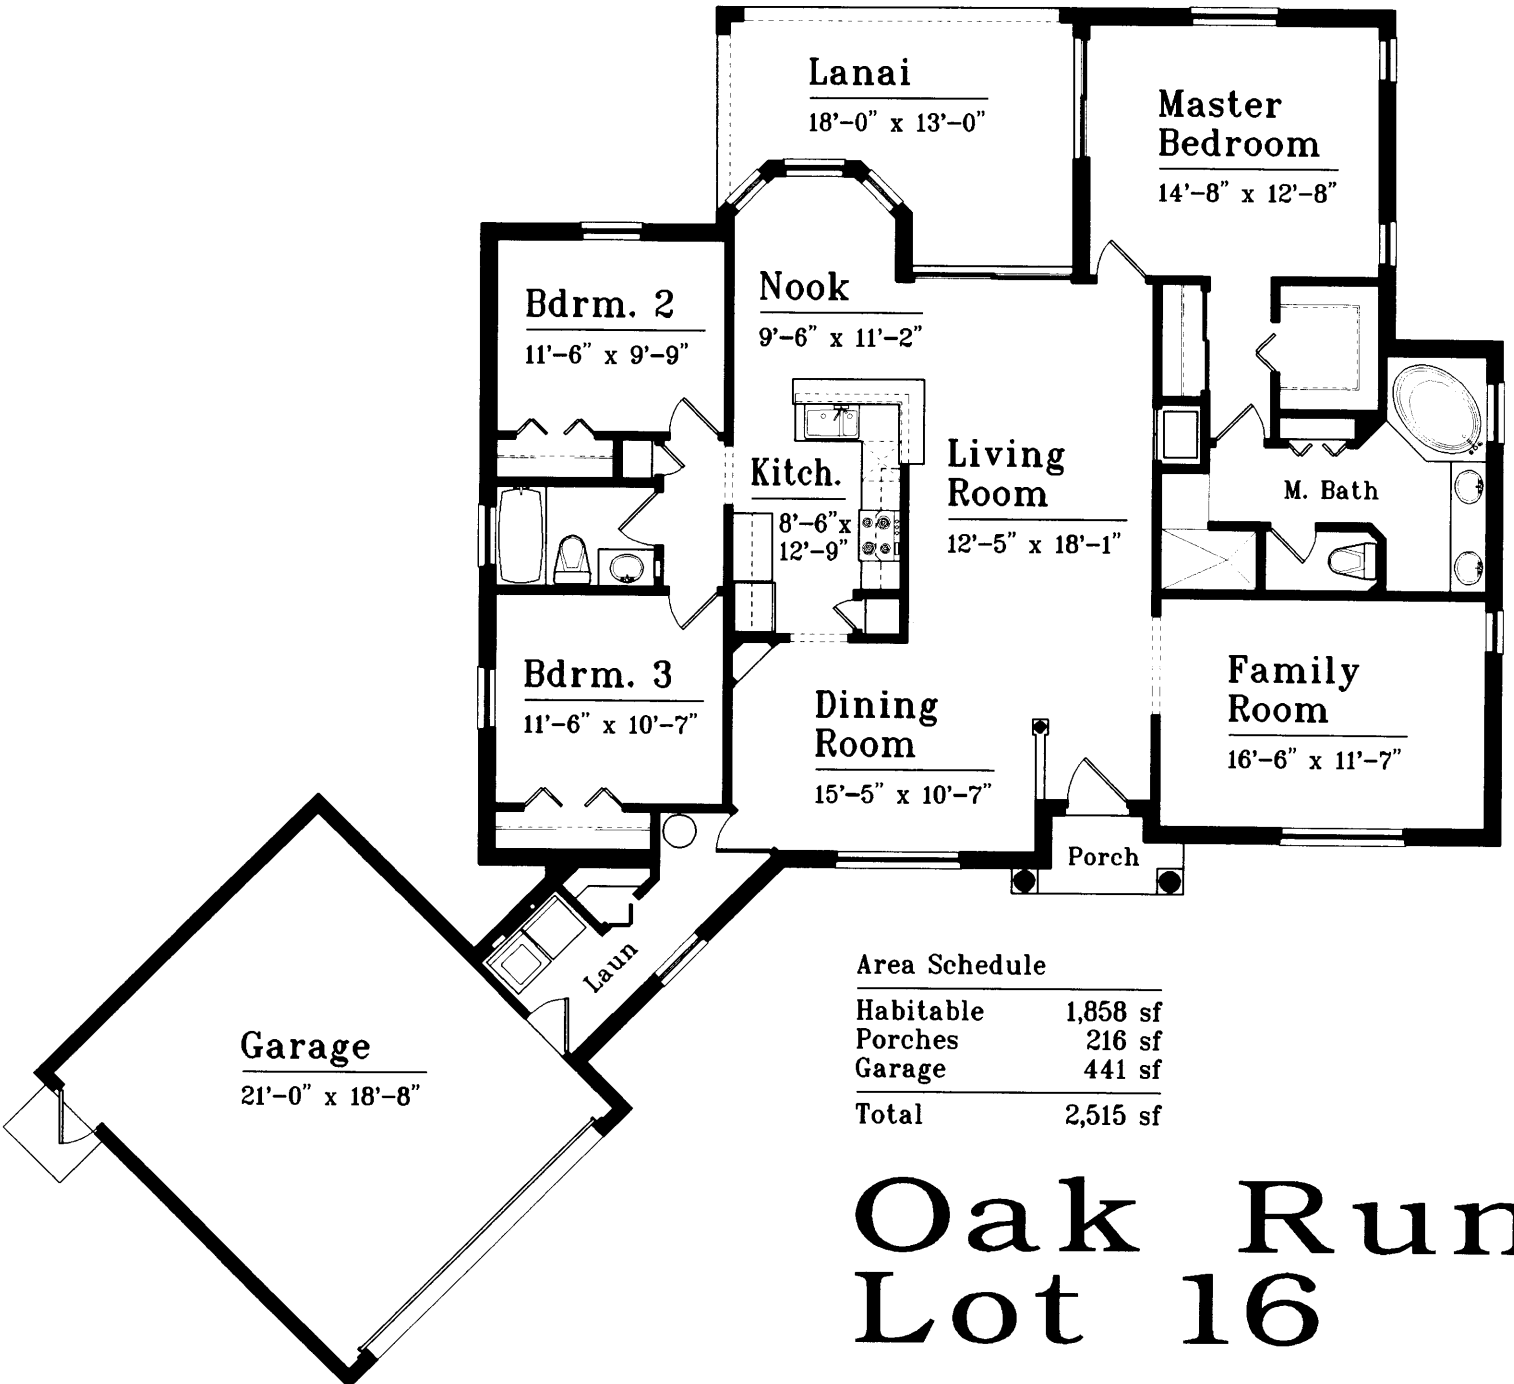 Lanai
18'-0" x 13'-0"
Master
Bedroom
14'-8" x 12'-8"
Bdrm. 2
11'-6" x 9'-9"
Nook
9'-6" x 11'-2"
Kitch.
8'-6"x
12'-9"
Living
Room
12'-5" x 18'-1"
M. Bath
Bdrm. 3
11'-6" x 10'-7"
Dining
Room
15'-5" x 10'-7"
Family
Room
16'-6" x 11'-7"
Porch
Laun
Garage
21'-0" x 18'-8"
Area Schedule
Habitable 1,858 sf
Porches 216 sf
Garage 441 sf
Total 2,515 sf
Oak Run
Lot 16